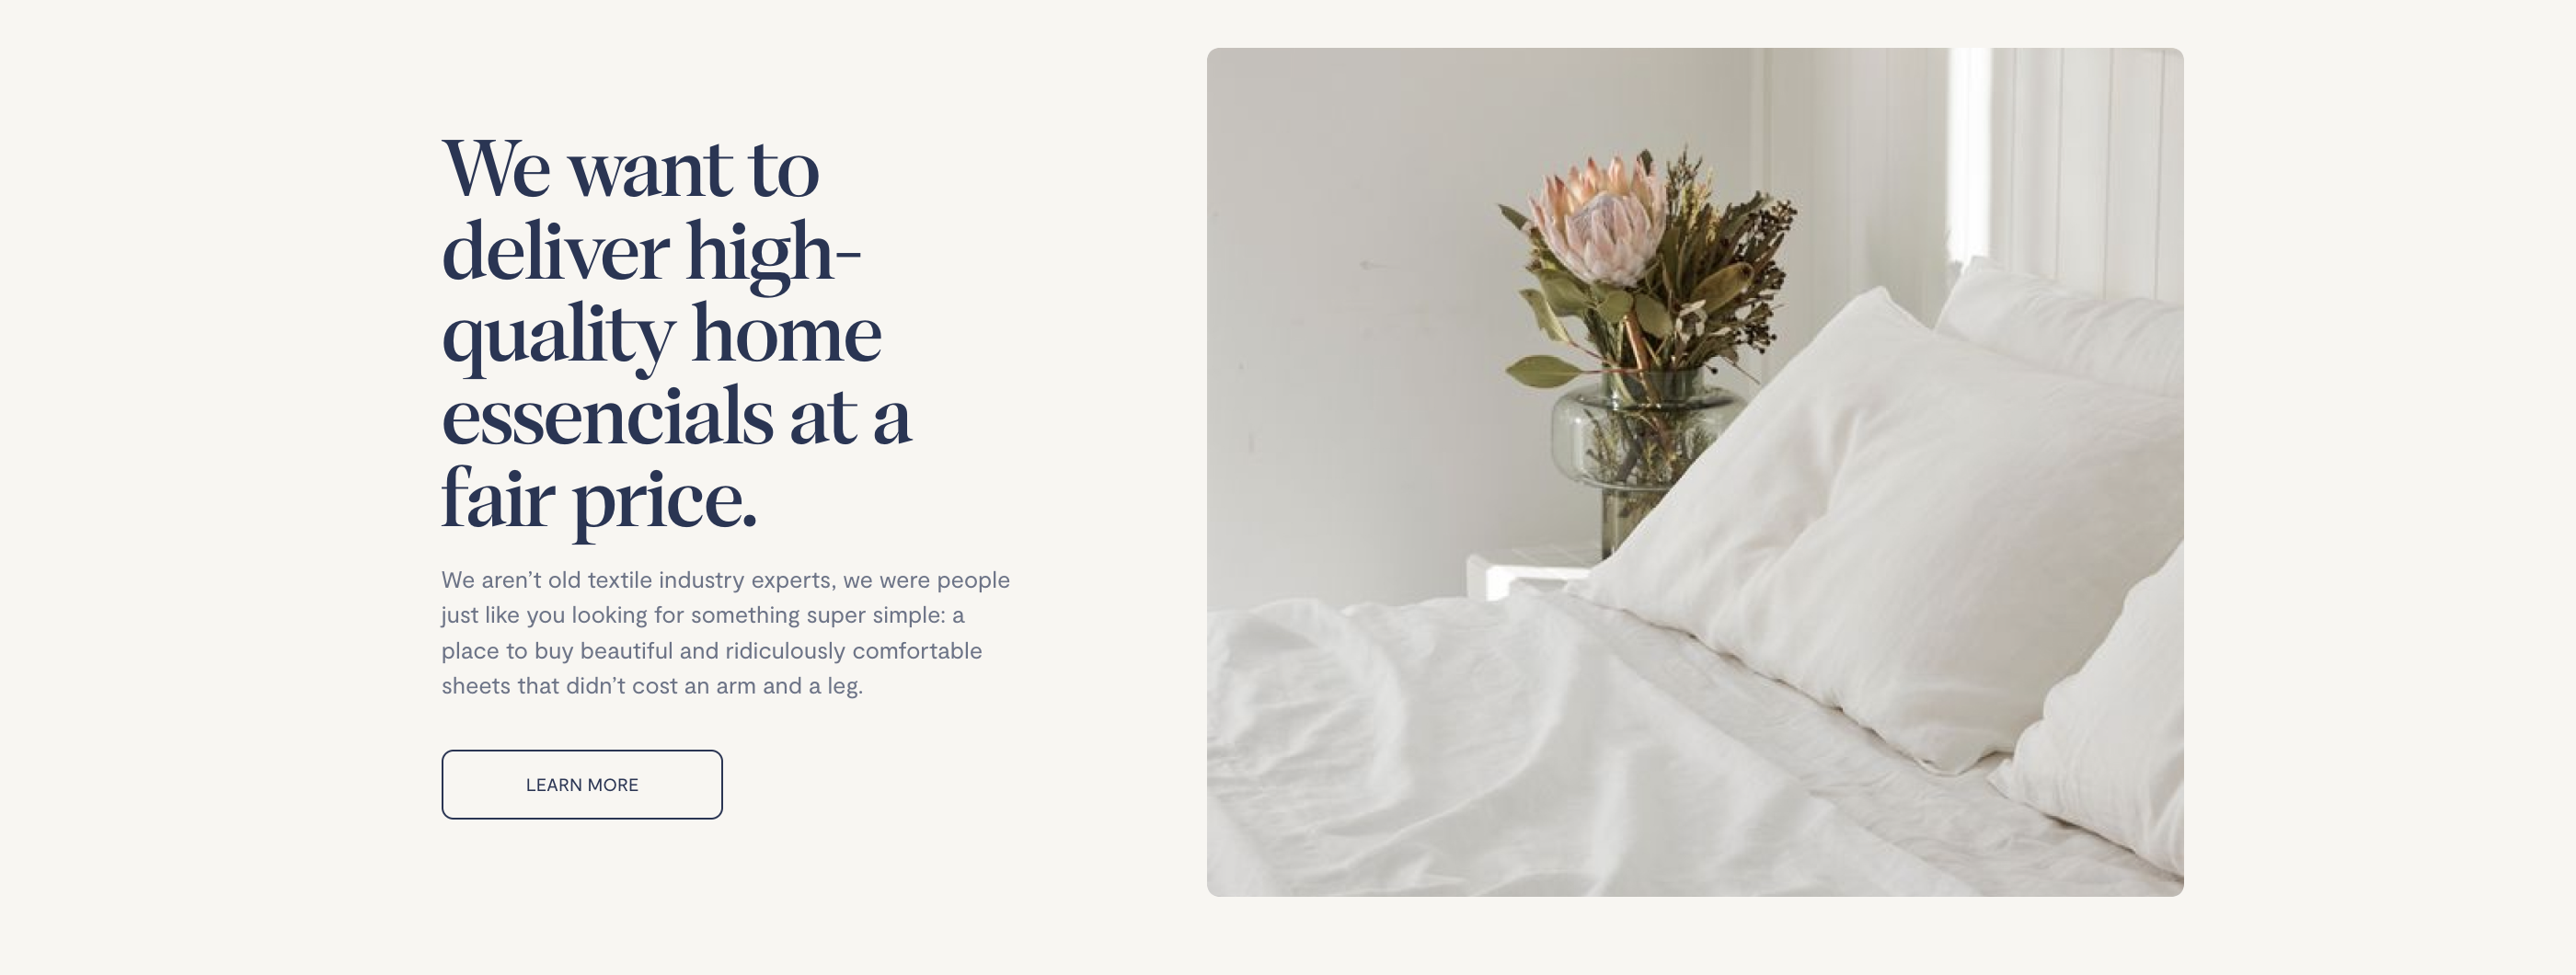 We want to
deliver high-
quality home
essencials at a
fair price.
We aren’t old textile industry experts, we were people
just like you looking for something super simple: a
place to buy beautiful and ridiculously comfortable
sheets that didn’t cost an arm and a leg.
LEARN MORE